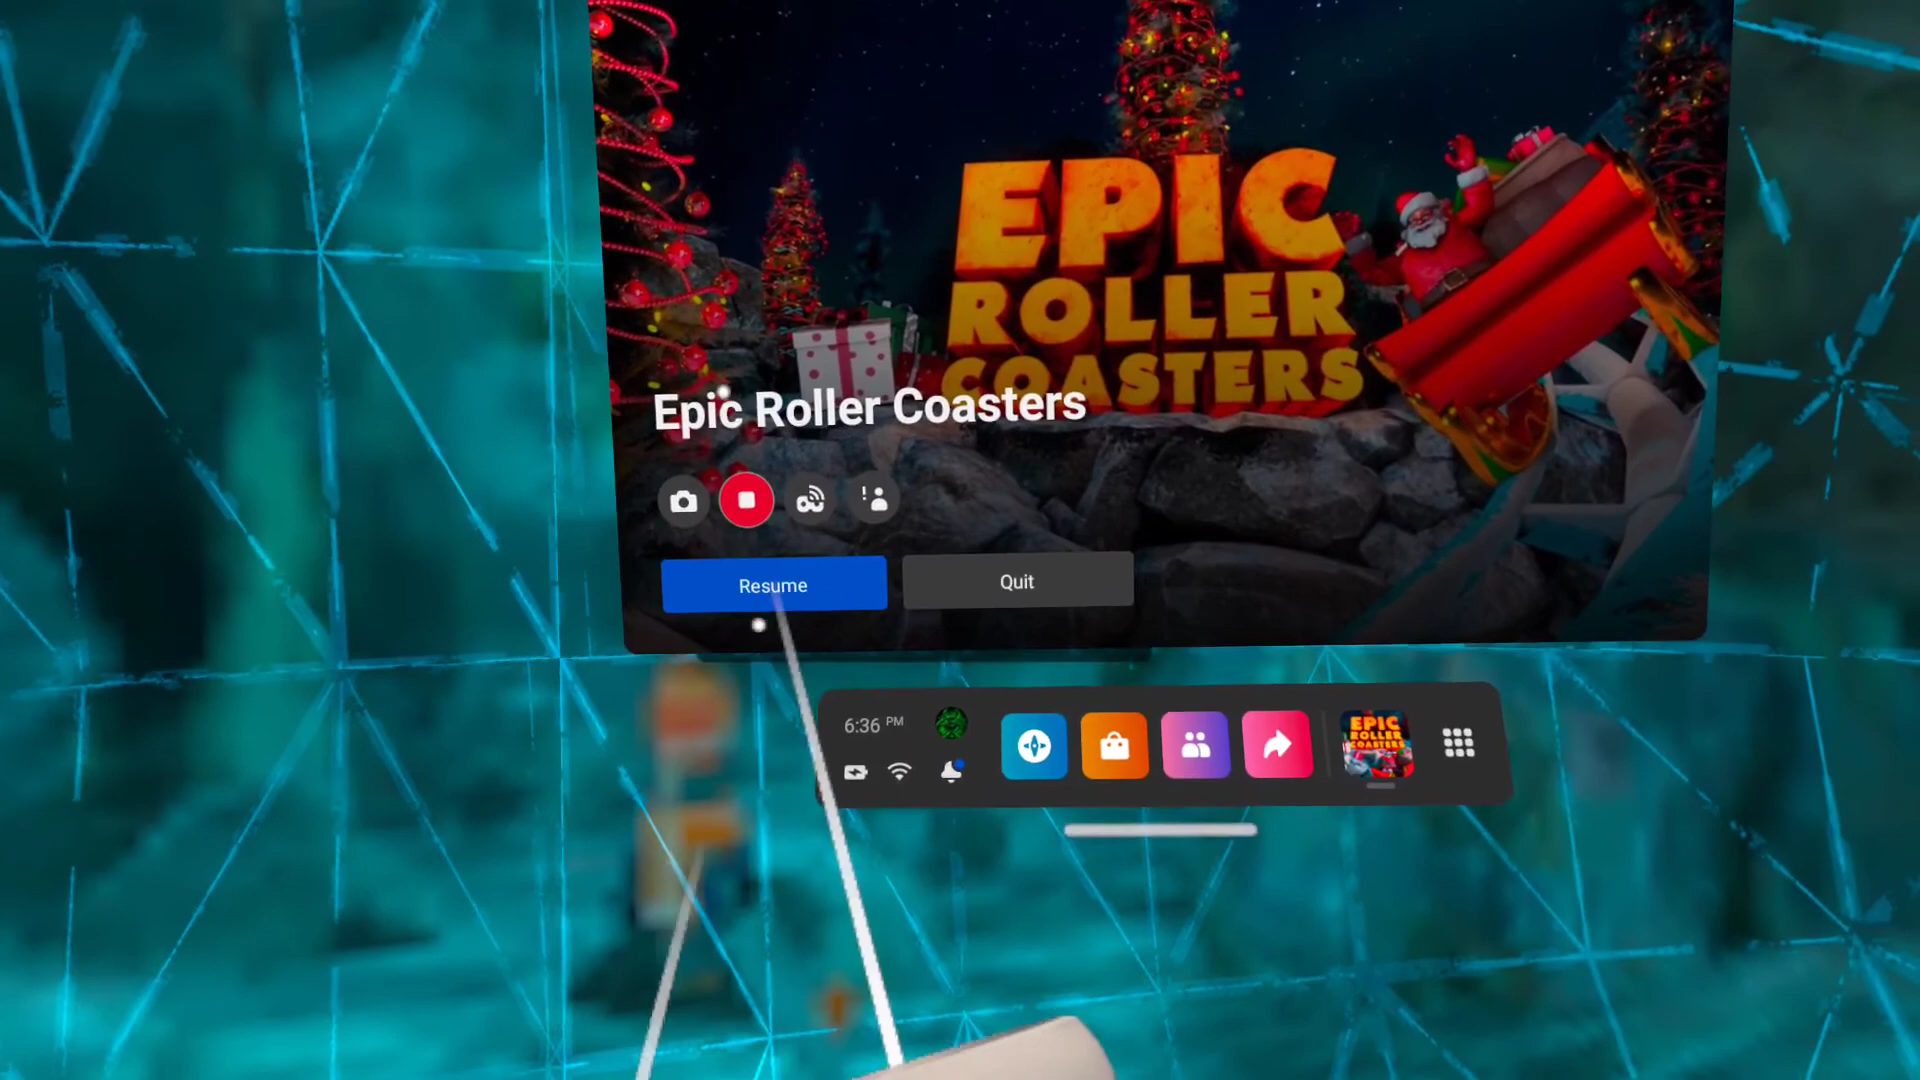 EPIC
ROLLER
COASTERS
Epic Roller Coasters
Resume
Quit
6:36 PM
EPIC
ROLLER
COASTERS